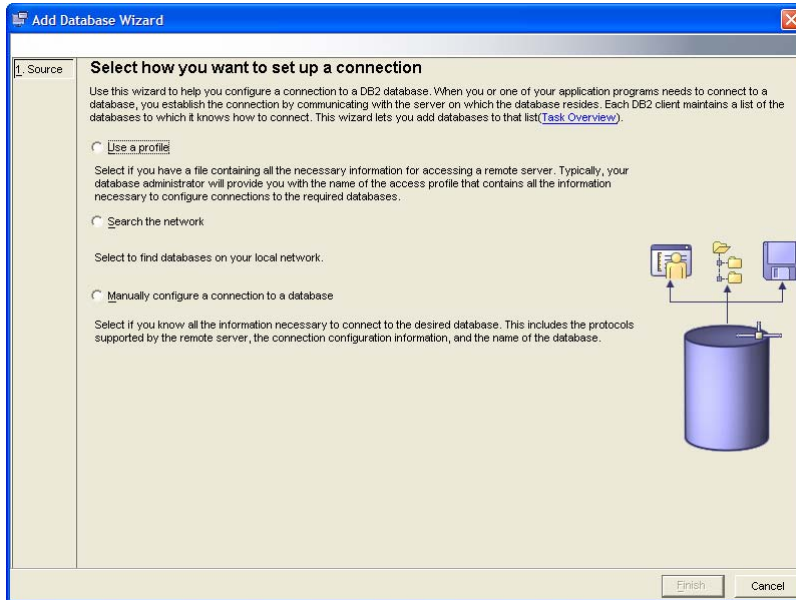 Add Database Wizard
1. Source
Select how you want to set up a connection
Use this wizard to help you configure a connection to a DB2 database. When you or one of your application programs needs to connect to a
database, you establish the connection by communicating with the server on which the database resides. Each DB2 client maintains a list of the
databases to which it knows how to connect. This wizard lets you add databases to that list(Task Overview).
Use a profile
Select if you have a file containing all the necessary information for accessing a remote server. Typically, your
database administrator will provide you with the name of the access profile that contains all the information
necessary to configure connections to the required databases.
Search the network
Select to find databases on your local network.
Manually configure a connection to a database
Select if you know all the information necessary to connect to the desired database. This includes the protocols
supported by the remote server, the connection configuration information, and the name of the database.
Finish
Cancel